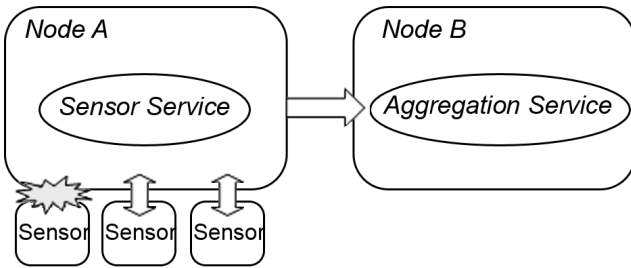 Node A
Node B
Sensor Service
Aggregation Service
Sensor
Sensor
Sensor